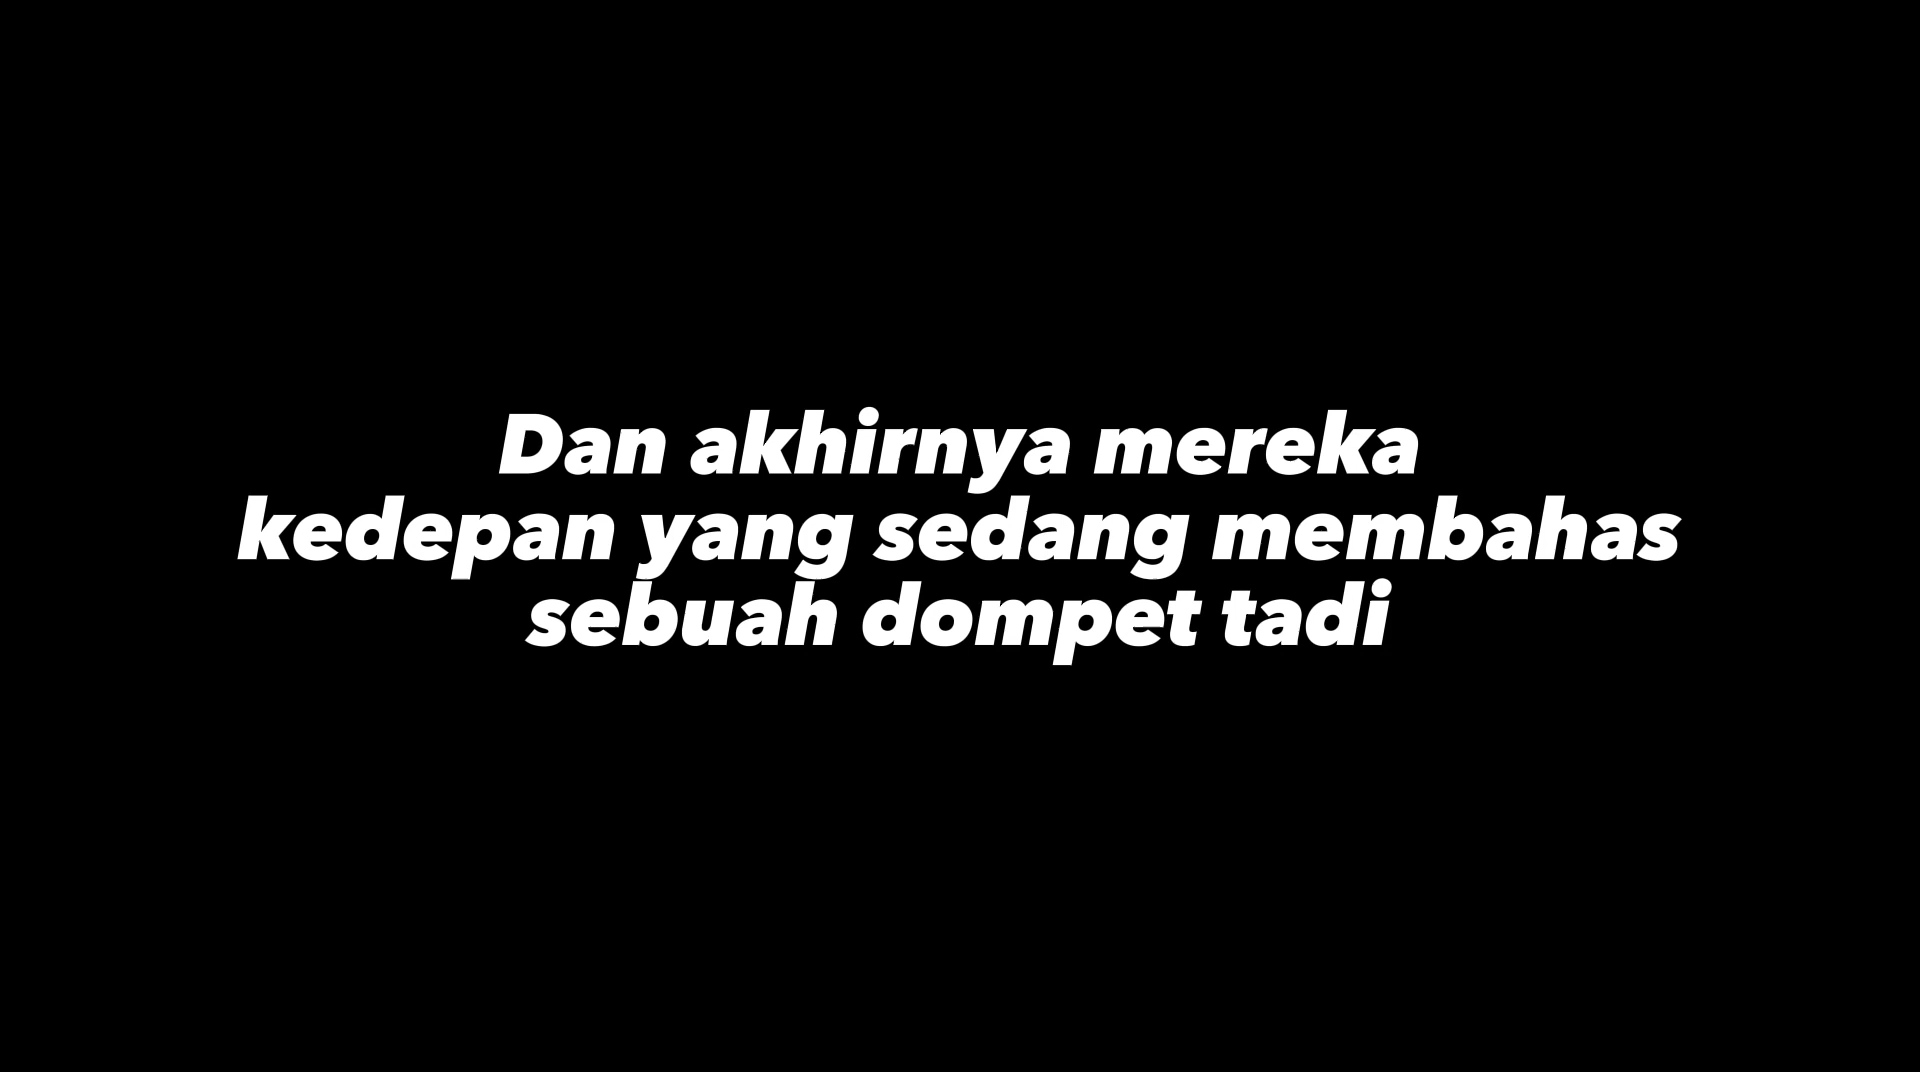 Dan akhirnya mereka
kedepan yang sedang membahas
sebuah dompet tadi